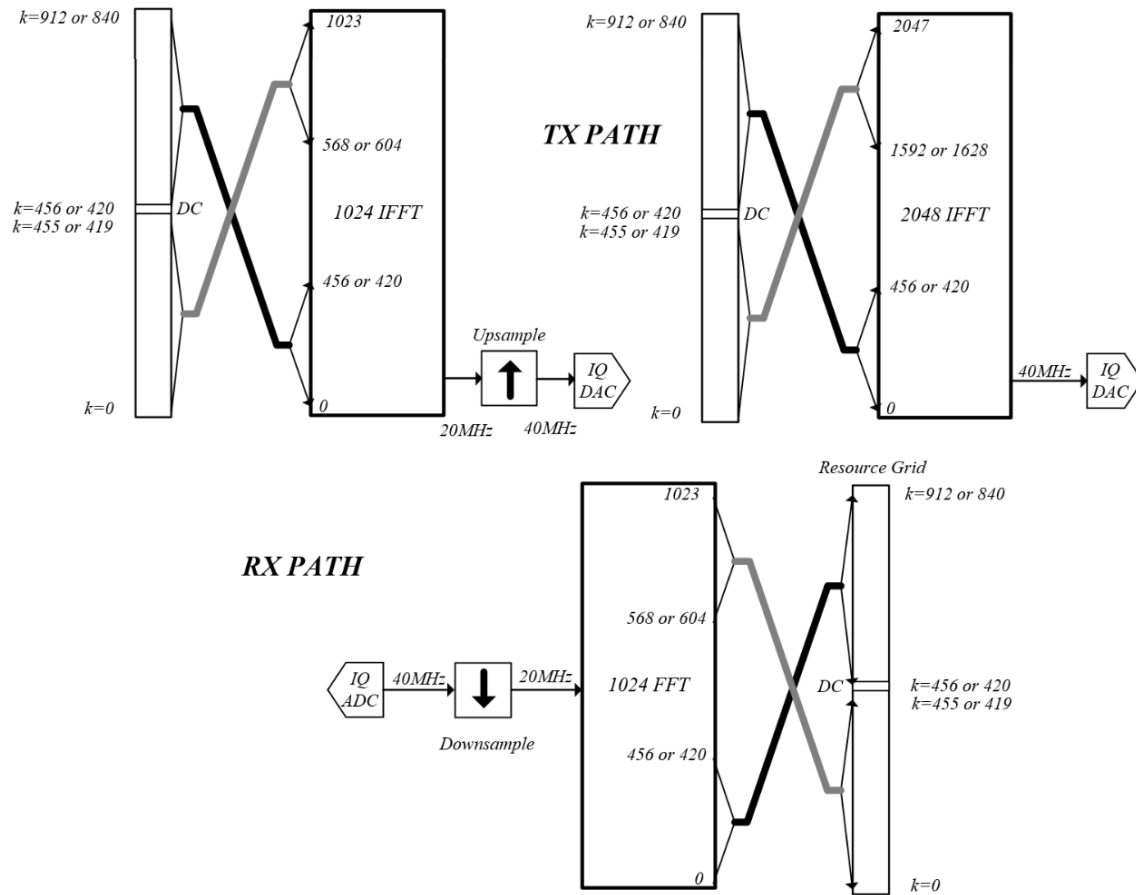 k=912 or 840
k=456 or 420
k=455 or 419
k=0
DC
1023
568 or 604
1024 IFFT
456 or 420
0
20MHz
Upsample
40MHz
IQ
DAC
TX PATH
k=912 or 840
k=456 or 420
k=455 or 419
k=0
DC
2047
1592 or 1628
2048 IFFT
456 or 420
0
40MHz
IQ
DAC
RX PATH
IQ
ADC
40MHz
Downsample
20MHz
1023
568 or 604
1024 FFT
456 or 420
0
Resource Grid
DC
k=912 or 840
k=456 or 420
k=455 or 419
k=0